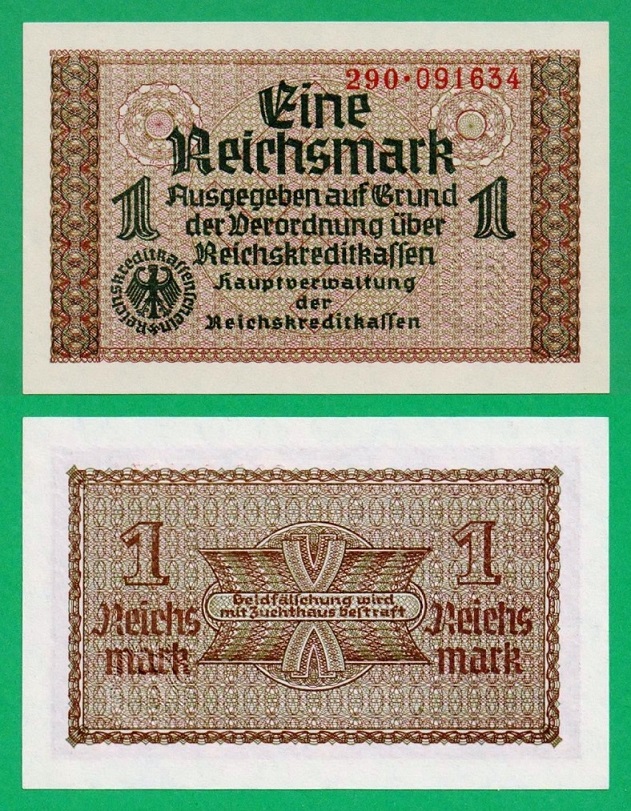 290·091634
Eine
Reichsmark
1
1
Ausgegeben auf Grund
der Verordnung über
Reichskreditkaſſen
Hauptverwaltung
der
Reichskreditkaſſen
Reichskreditkaſſenſchein
1
1
Reichs
mark
Geldfälſchung wird
mit Zuchthaus beſtraft
Reichs
mark